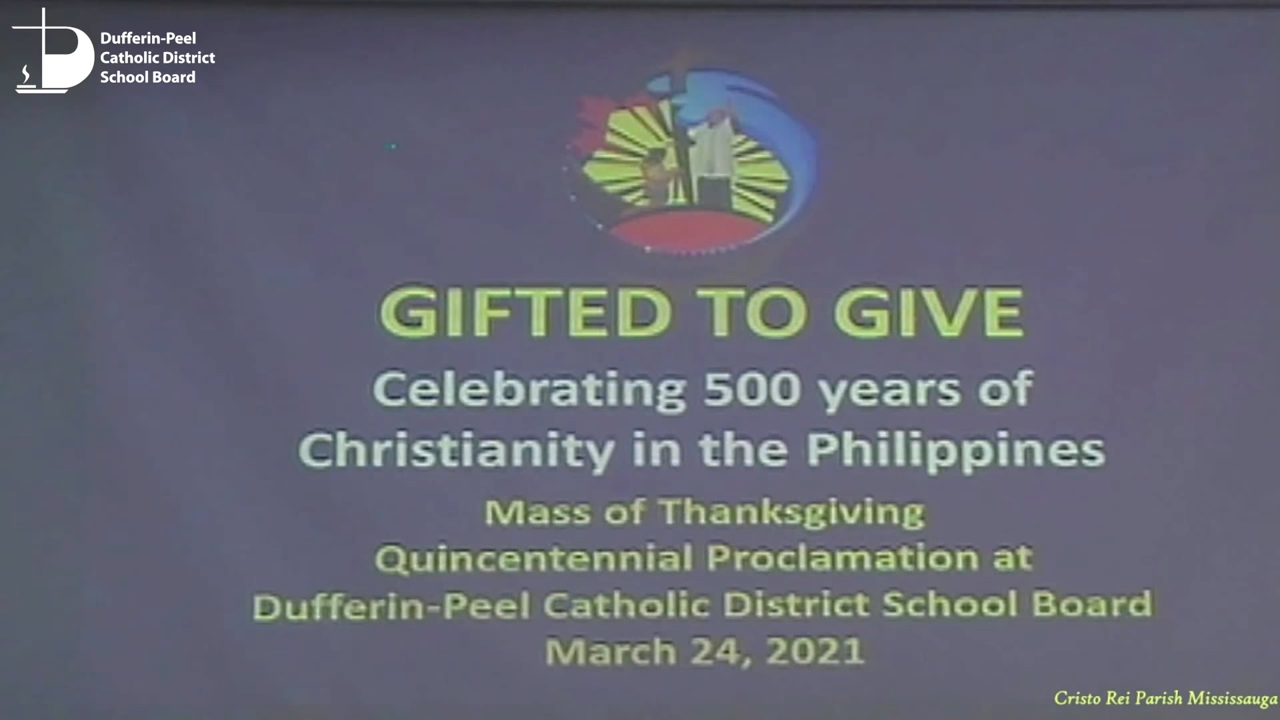 Dufferin-Peel
Catholic District
School Board
GIFTED TO GIVE
Celebrating 500 years of
Christianity in the Philippines
Mass of Thanksgiving
Quincentennial Proclamation at
Dufferin-Peel Catholic District School Board
March 24, 2021
Cristo Rei Parish Mississauga